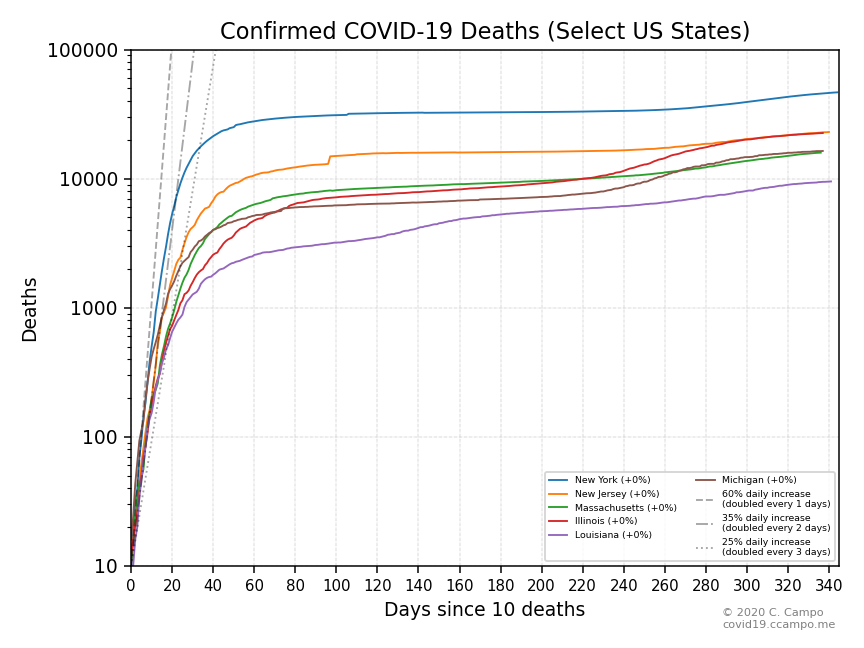 Confirmed COVID-19 Deaths (Select US States)
100000
10000
1000
100
10
Deaths
0 20 40 60 80 100 120 140 160 180 200 220 240 260 280 300 320 340
Days since 10 deaths
New York (+0%)
New Jersey (+0%)
Massachusetts (+0%)
Illinois (+0%)
Louisiana (+0%)
Michigan (+0%)
60% daily increase
(doubled every 1 days)
35% daily increase
(doubled every 2 days)
25% daily increase
(doubled every 3 days)
© 2020 C. Campo
covid19.ccampo.me